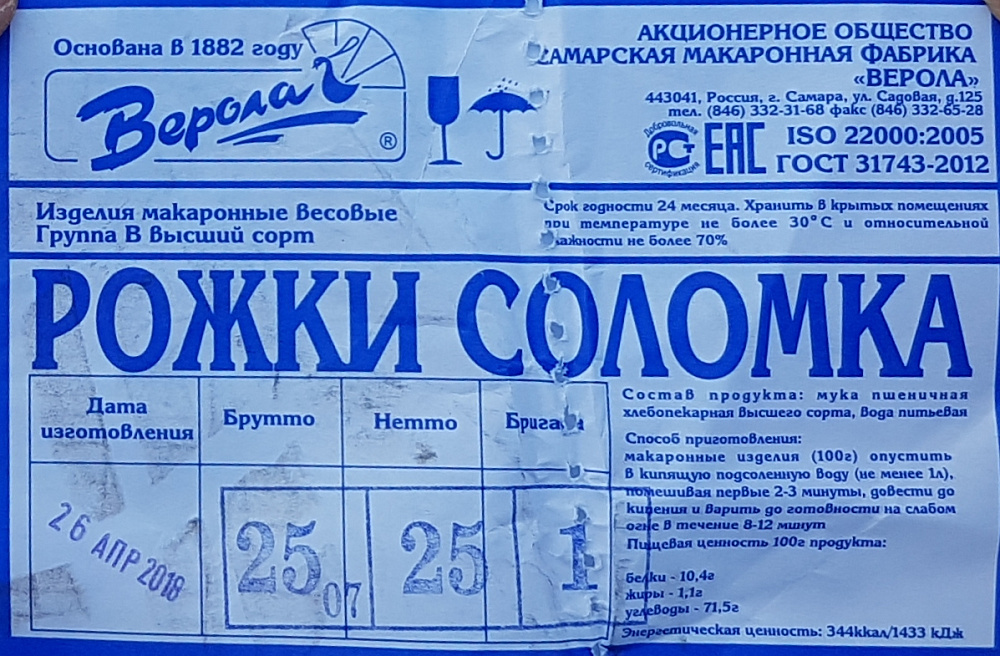 Основана в 1882 году
Верола
®
АКЦИОНЕРНОЕ ОБЩЕСТВО
САМАРСКАЯ МАКАРОННАЯ ФАБРИКА
«ВЕРОЛА»
443041, Россия, г. Самара, ул. Садовая, д.125
тел. (846) 332-31-68 факс (846) 332-65-28
Добровольная
РСТ
сертификация
ЕАС
ISO 22000:2005
ГОСТ 31743-2012
Изделия макаронные весовые
Группа В высший сорт
Срок годности 24 месяца. Хранить в крытых помещениях
при температуре не более 30°С и относительной
влажности не более 70%
РОЖКИ СОЛОМКА
Дата
изготовления
Брутто
Нетто
Бригада
26 АПР 2018
25 07
25
1
Состав продукта: мука пшеничная
хлебопекарная высшего сорта, вода питьевая
Способ приготовления:
макаронные изделия (100г) опустить
в кипящую подсоленную воду (не менее 1л),
помешивая первые 2-3 минуты, довести до
кипения и варить до готовности на слабом
огне в течение 8-12 минут
Пищевая ценность 100г продукта:
белки - 10,4г
жиры - 1,1г
углеводы - 71,5г
Энергетическая ценность: 344ккал/1433 кДж